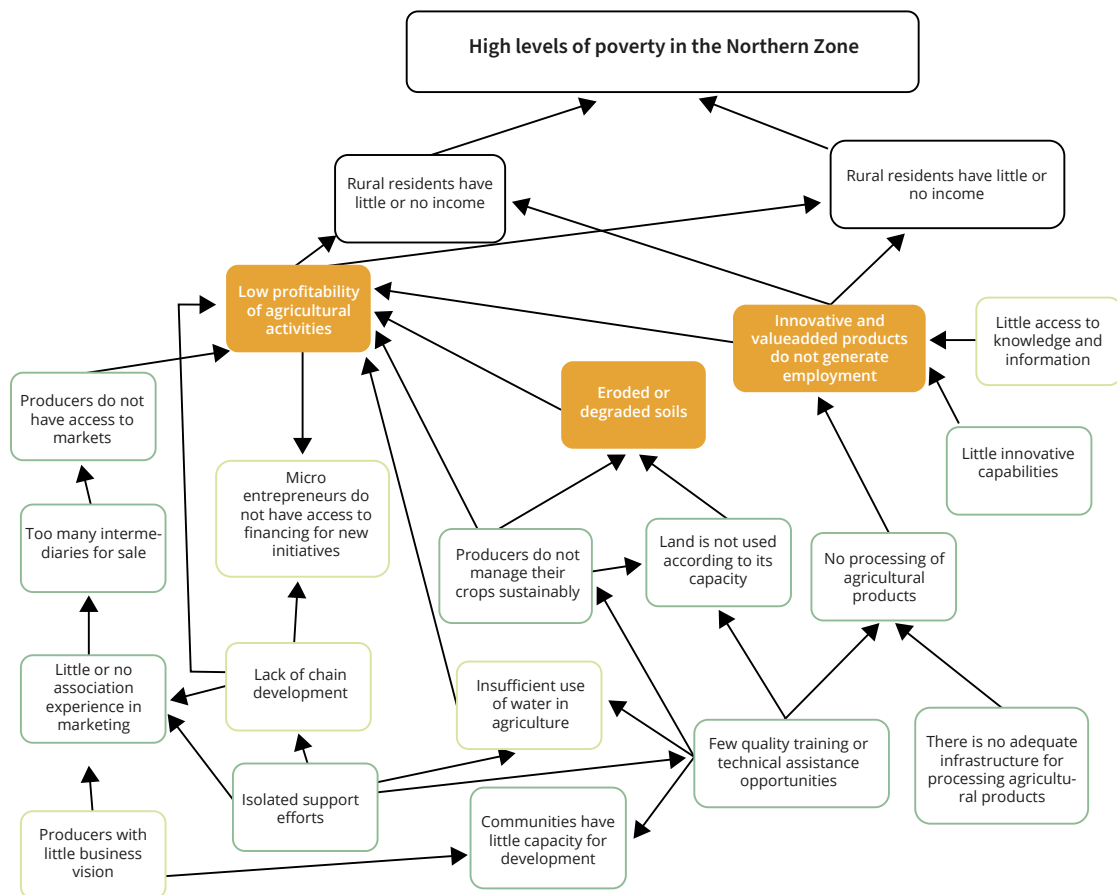 High levels of poverty in the Northern Zone
Rural residents have
little or no income
Rural residents have little or
no income
Low profitability
of agricultural
activities
Innovative and
valueadded products
do not generate
employment
Little access to
knowledge and
information
Producers do not
have access to
markets
Eroded or
degraded soils
Little innovative
capabilities
Micro
entrepreneurs do
not have access to
financing for new
initiatives
Too many interme-
diaries for sale
Producers do not
manage their
crops sustainably
Land is not used
according to its
capacity
No processing of
agricultural
products
Little or no
association
experience in
marketing
Lack of chain
development
Insufficient use
of water in
agriculture
Few quality training or
technical assistance
opportunities
There is no adequate
infrastructure for
processing agricultu-
ral products
Isolated support
efforts
Communities have
little capacity for
development
Producers with
little business
vision